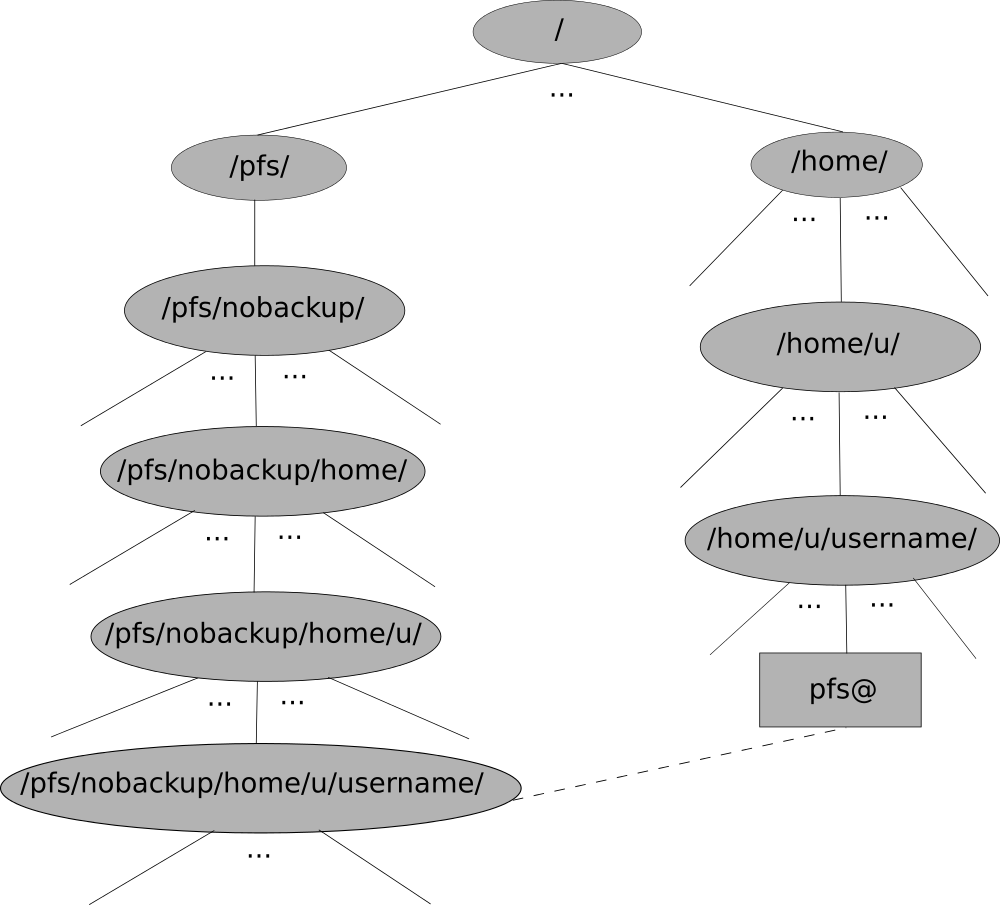 /
...
/pfs/
/home/
... ...
/pfs/nobackup/
/home/u/
... ...
... ...
/pfs/nobackup/home/
/home/u/username/
... ...
... ...
/pfs/nobackup/home/u/
pfs@
... ...
/pfs/nobackup/home/u/username/
...